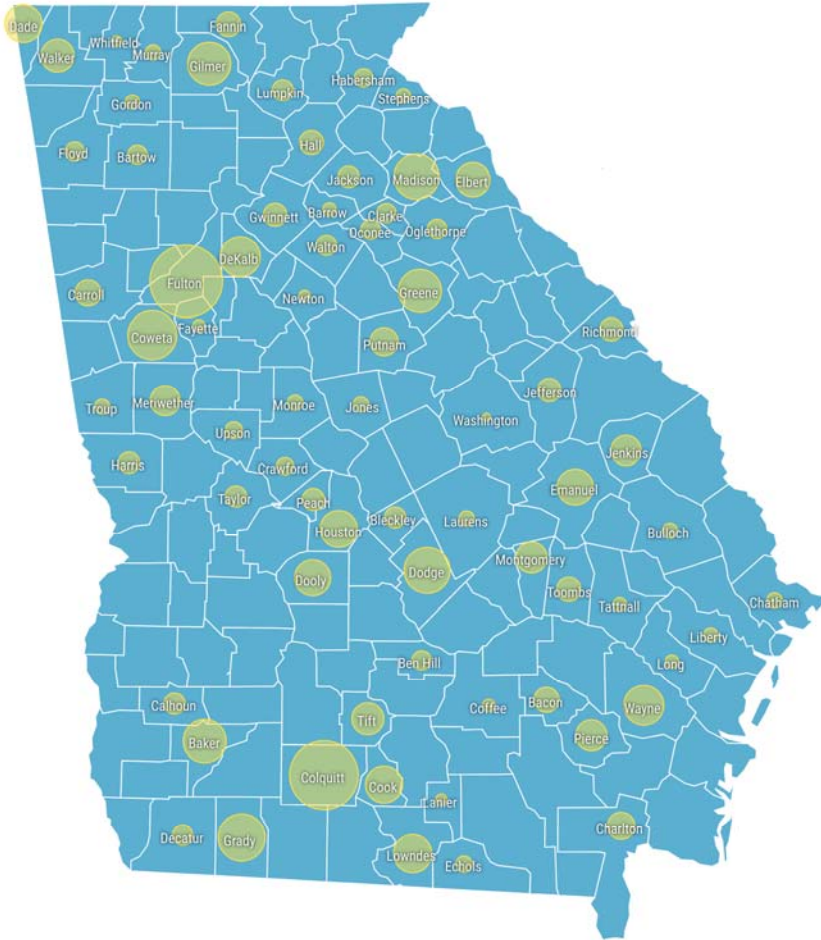 Dade
Fannin
Whitfield
Murray
Walker
Gilmer
Habersham
Lumpkin
Stephens
Gordon
Hall
Floyd
Bartow
Jackson
Madison
Elbert
Gwinnett
Barrow
Clarke
Oconee
Oglethorpe
Walton
DeKalb
Fulton
Carroll
Newton
Greene
Fayette
Coweta
Richmond
Putnam
Jefferson
Troup
Meriwether
Monroe
Jones
Washington
Upson
Jenkins
Harris
Crawford
Emanuel
Taylor
Peach
Bleckley
Laurens
Houston
Bulloch
Montgomery
Dodge
Dooly
Toombs
Tattnall
Chatham
Liberty
Ben Hill
Long
Calhoun
Bacon
Coffee
Wayne
Tift
Pierce
Baker
Colquitt
Cook
Lanier
Charlton
Decatur
Grady
Lowndes
Echols